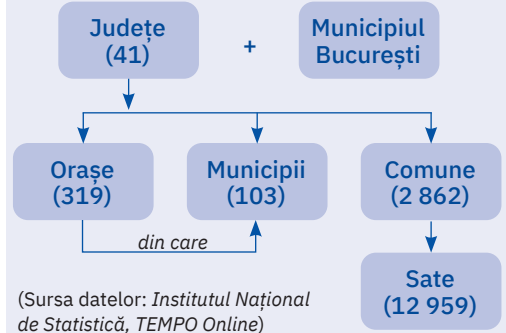 Județe
(41)
+
Municipiul
București
Orașe
(319)
Municipii
(103)
Comune
(2 862)
din care
Sate
(12 959)
(Sursa datelor: Institutul Național
de Statistică, TEMPO Online)